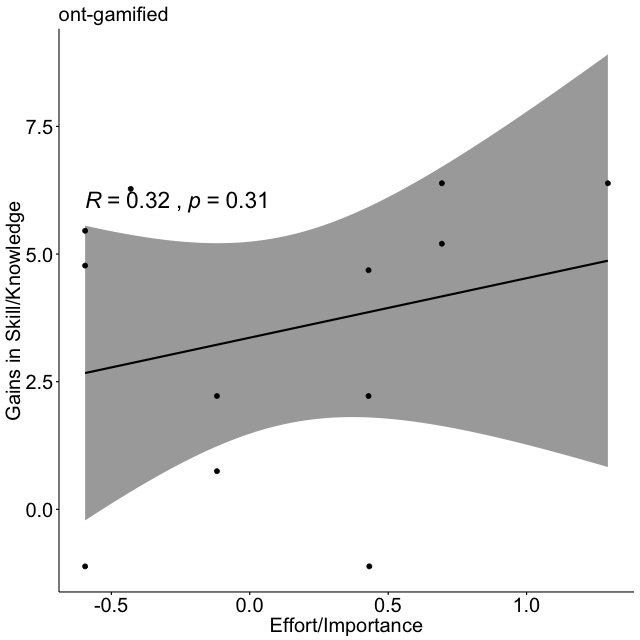 ont-gamified
7.5
R = 0.32 , p = 0.31
5.0
2.5
0.0
Gains in Skill/Knowledge
-0.5 0.0 0.5 1.0
Effort/Importance